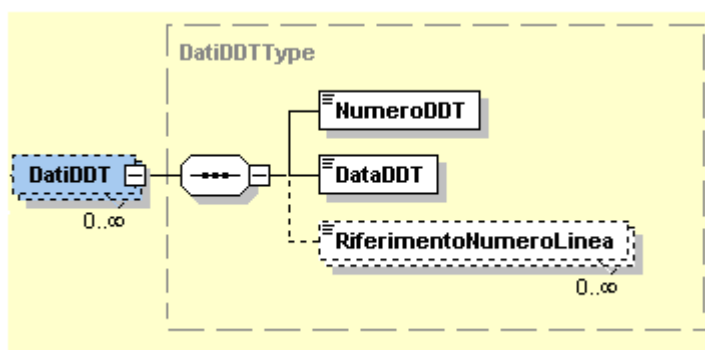 DatiDDTType
NumeroDDT
DatiDDT
DataDDT
0..∞
RiferimentoNumeroLinea
0..∞